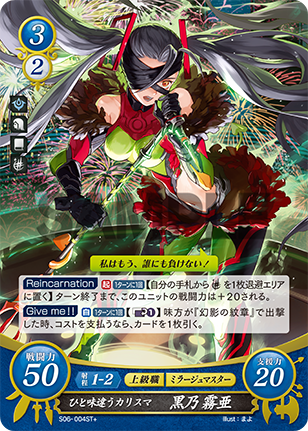 3
2
私はもう、誰にも負けない!
Reincarnation 起 1ターンに1回 【自分の手札から を1枚退避エリア
に置く】ターン終了まで、このユニットの戦闘力は+20される。
Give me!! 自 1ターンに1回 味方が『幻影の紋章』で出撃
した時、コストを支払うなら、カードを1枚引く。
戦闘力
50
射程
1-2
上級職
ミラージュマスター
支援力
20
ひと味違うカリスマ
黒乃霧亜
S06-004ST+
Illust:まよ